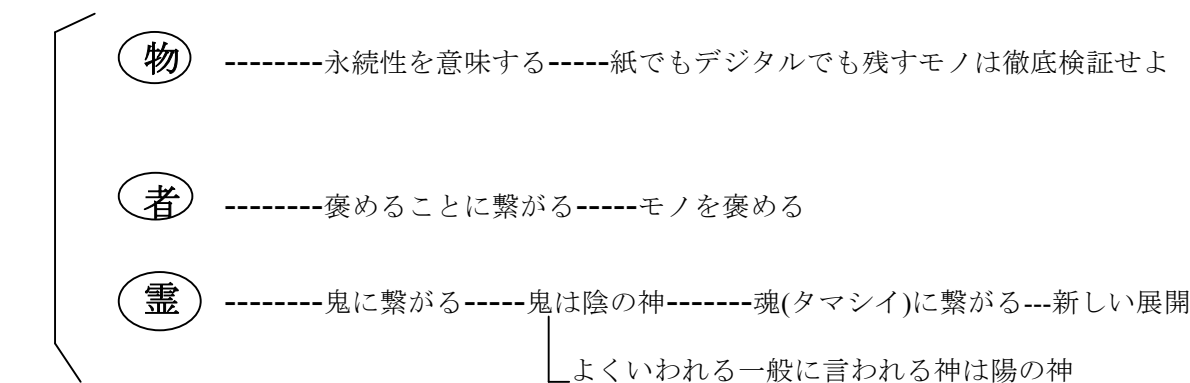 物 --------永続性を意味する-----紙でもデジタルでも残すモノは徹底検証せよ
者 --------褒めることに繋がる-----モノを褒める
霊 --------鬼に繋がる-----鬼は陰の神-------魂(タマシイ)に繋がる---新しい展開
よくいわれる一般に言われる神は陽の神